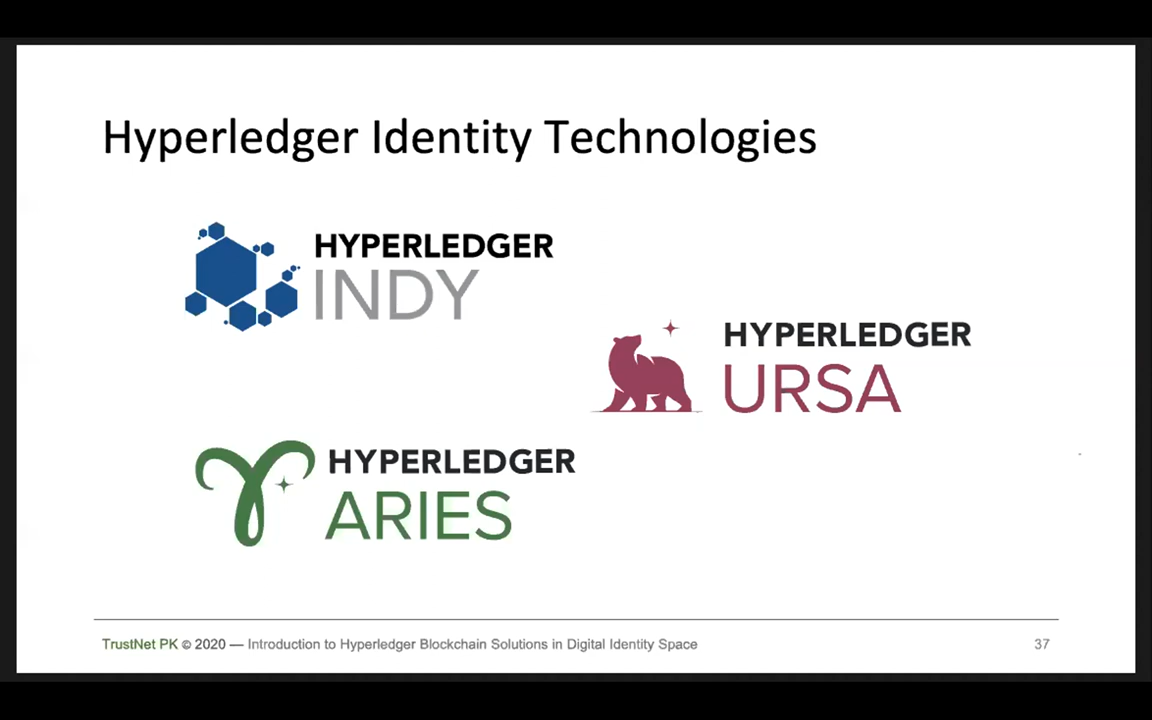 Hyperledger Identity Technologies
HYPERLEDGER
INDY
HYPERLEDGER
URSA
HYPERLEDGER
ARIES
TrustNet PK © 2020 — Introduction to Hyperledger Blockchain Solutions in Digital Identity Space 37